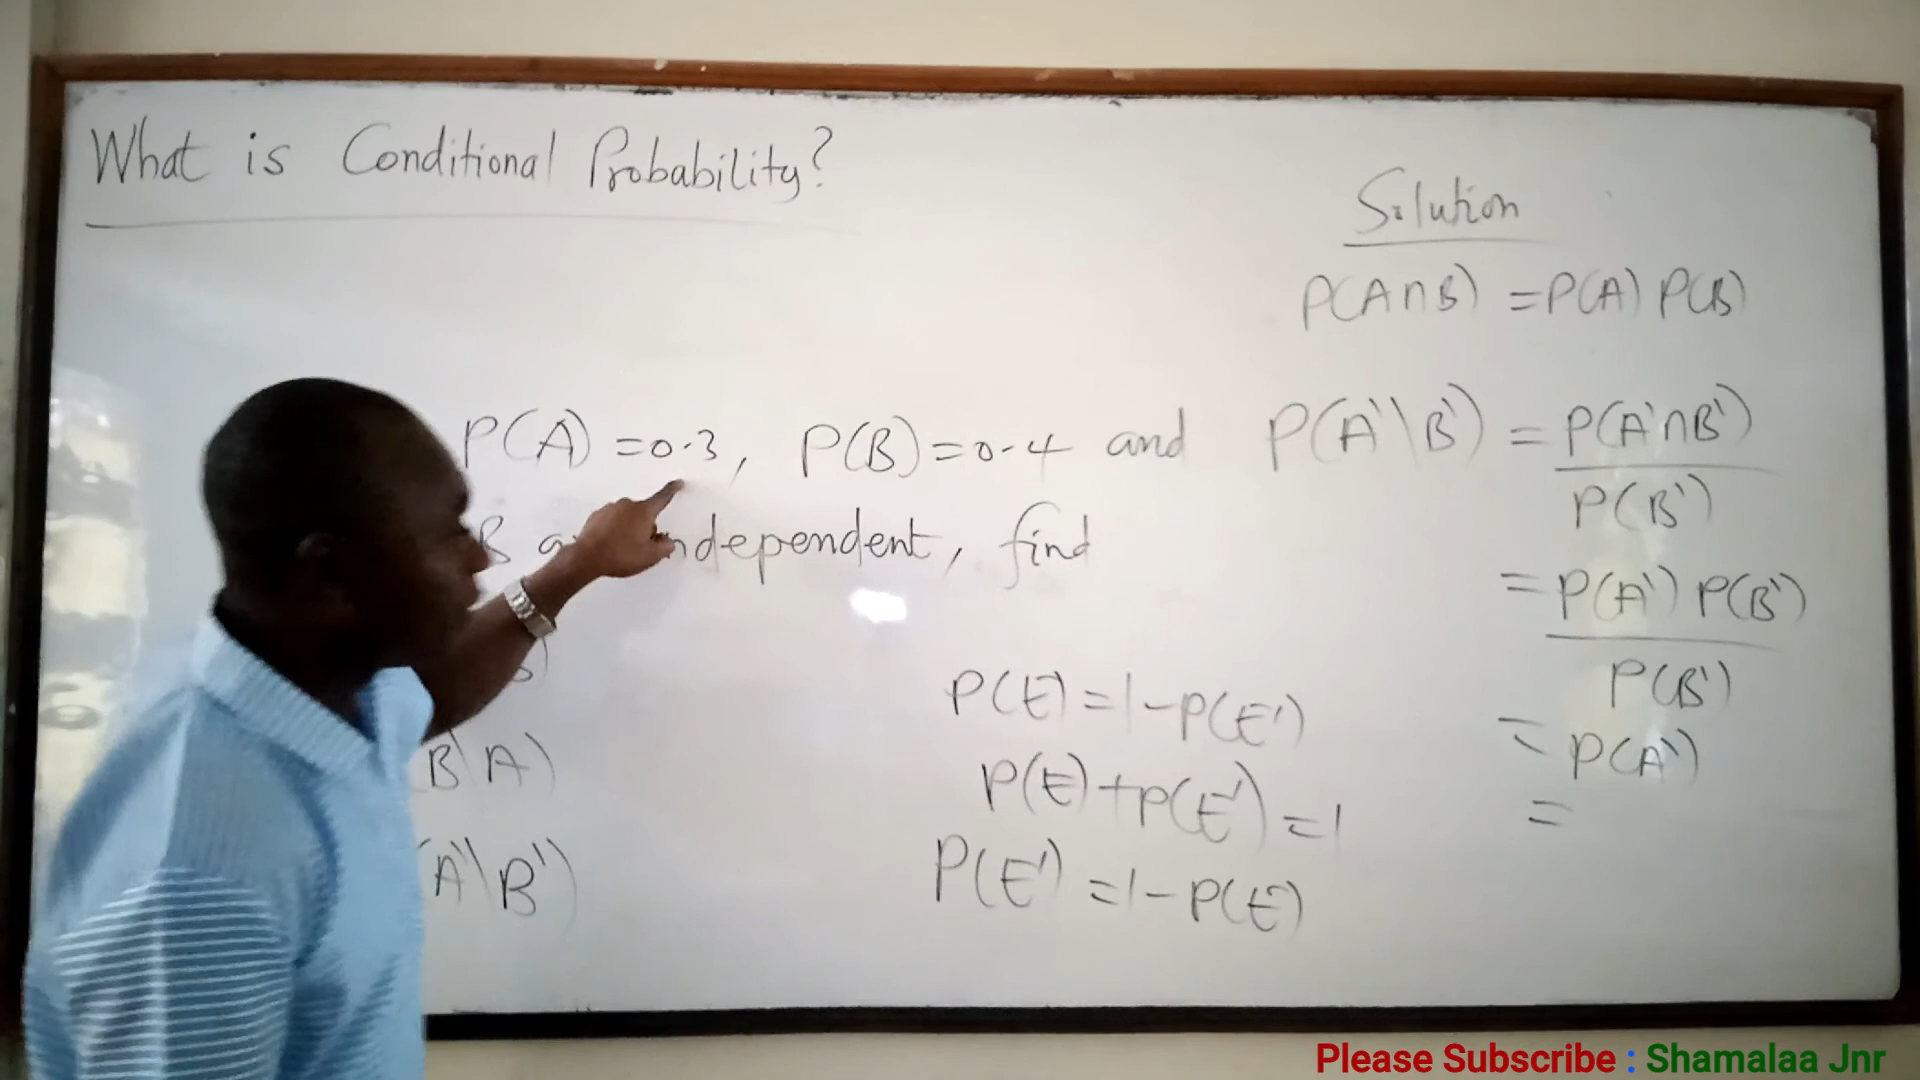 What is Conditional Probability?
P(A) = 0.3, P(B) = 0.4 and
B independent, find
B\A)
(A'\B')
P(E) = 1 - P(E')
P(E) + P(E') = 1
P(E') = 1 - P(E)
Solution
P(A∩B) = P(A) P(B)
P(A'\B') = P(A'∩B')
P(B')
= P(A') P(B')
P(B')
= P(A')
=
Please Subscribe : Shamalaa Jnr